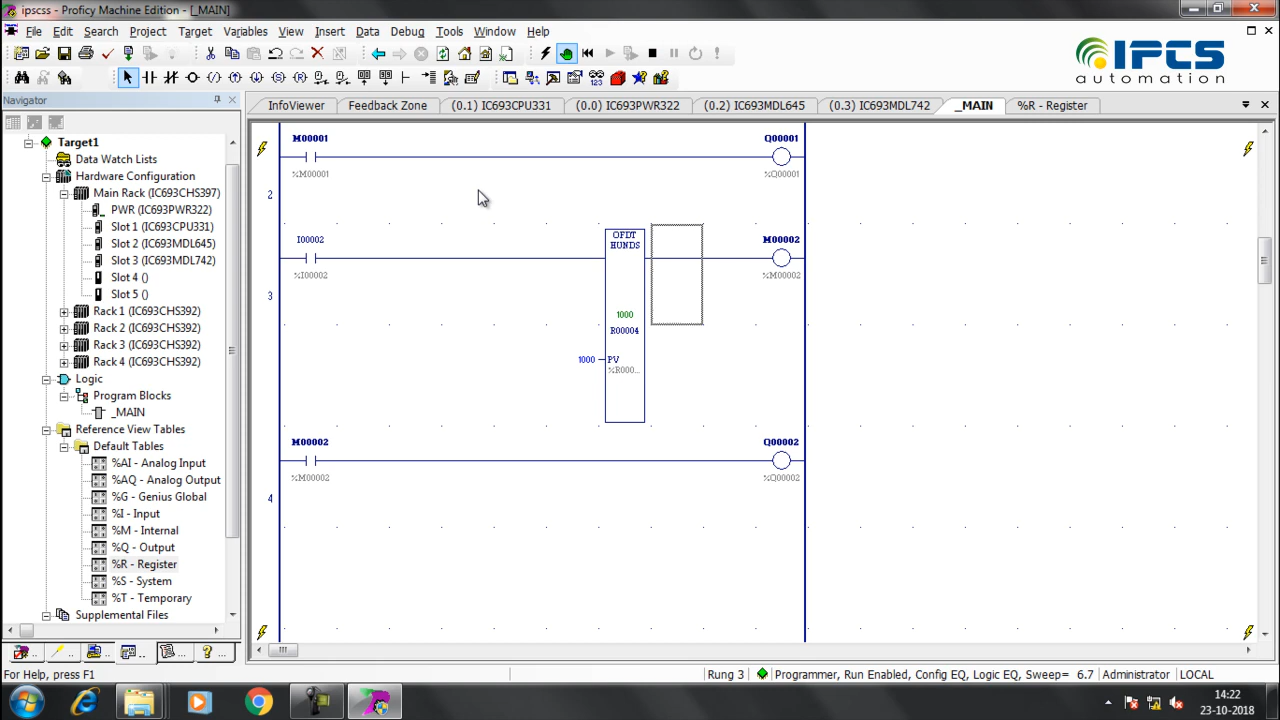 ipscss - Proficy Machine Edition - [_MAIN]
File Edit Search Project Target Variables View Insert Data Debug Tools Window Help
IPCS
automation
Navigator
InfoViewer Feedback Zone (0.1) IC693CPU331 (0.0) IC693PWR322 (0.2) IC693MDL645 (0.3) IC693MDL742 _MAIN %R - Register
Target1
Data Watch Lists
Hardware Configuration
Main Rack (IC693CHS397)
PWR (IC693PWR322)
Slot 1 (IC693CPU331)
Slot 2 (IC693MDL645)
Slot 3 (IC693MDL742)
Slot 4 ()
Slot 5 ()
Rack 1 (IC693CHS392)
Rack 2 (IC693CHS392)
Rack 3 (IC693CHS392)
Rack 4 (IC693CHS392)
Logic
Program Blocks
_MAIN
Reference View Tables
Default Tables
%AI - Analog Input
%AQ - Analog Output
%G - Genius Global
%I - Input
%M - Internal
%Q - Output
%R - Register
%S - System
%T - Temporary
Supplemental Files
M00001 Q00001
%M00001 %Q00001
2
I00002 OFDT HUNDS M00002
%I00002 %M00002
3
1000
R00004
1000 PV
%R000...
M00002 Q00002
%M00002 %Q00002
4
For Help, press F1
Rung 3 Programmer, Run Enabled, Config EQ, Logic EQ, Sweep= 6.7 Administrator LOCAL
14:22
23-10-2018